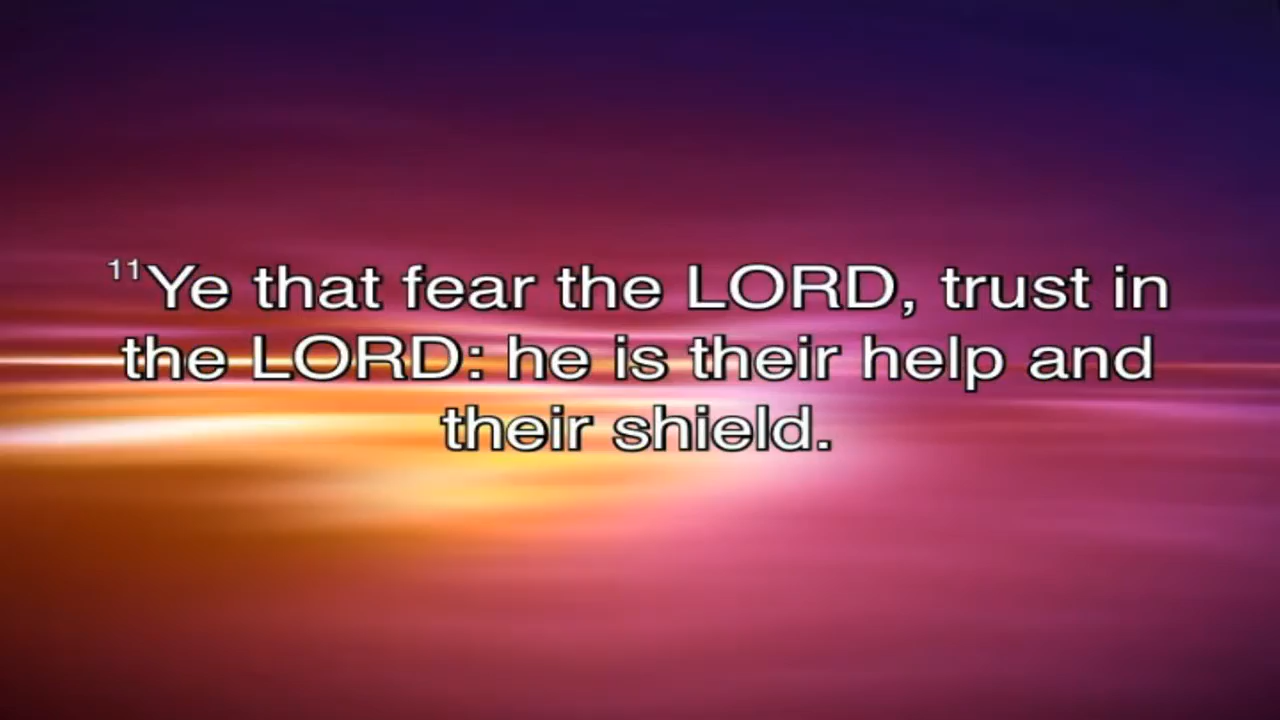 11Ye that fear the LORD, trust in
the LORD: he is their help and
their shield.